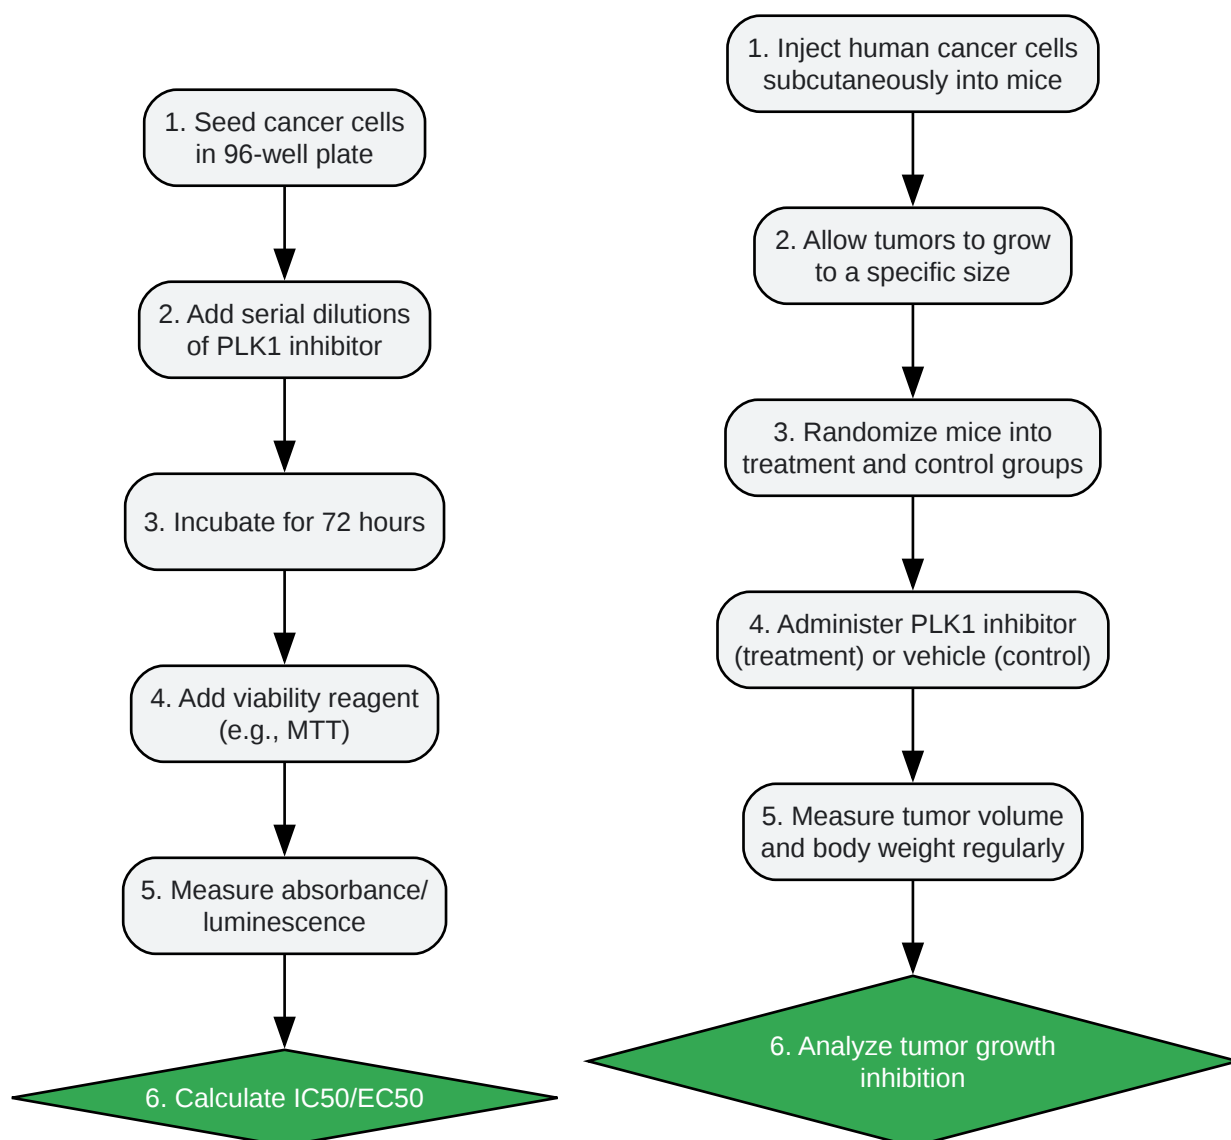 1. Seed cancer cells
in 96-well plate
2. Add serial dilutions
of PLK1 inhibitor
3. Incubate for 72 hours
4. Add viability reagent
(e.g., MTT)
5. Measure absorbance/
luminescence
6. Calculate IC50/EC50
1. Inject human cancer cells
subcutaneously into mice
2. Allow tumors to grow
to a specific size
3. Randomize mice into
treatment and control groups
4. Administer PLK1 inhibitor
(treatment) or vehicle (control)
5. Measure tumor volume
and body weight regularly
6. Analyze tumor growth
inhibition